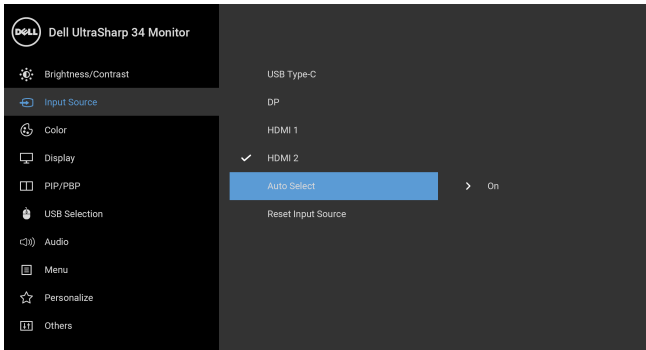 DELL Dell UltraSharp 34 Monitor
Brightness/Contrast
USB Type-C
Input Source
DP
Color
HDMI 1
Display
HDMI 2
PIP/PBP
Auto Select
On
USB Selection
Reset Input Source
Audio
Menu
Personalize
Others